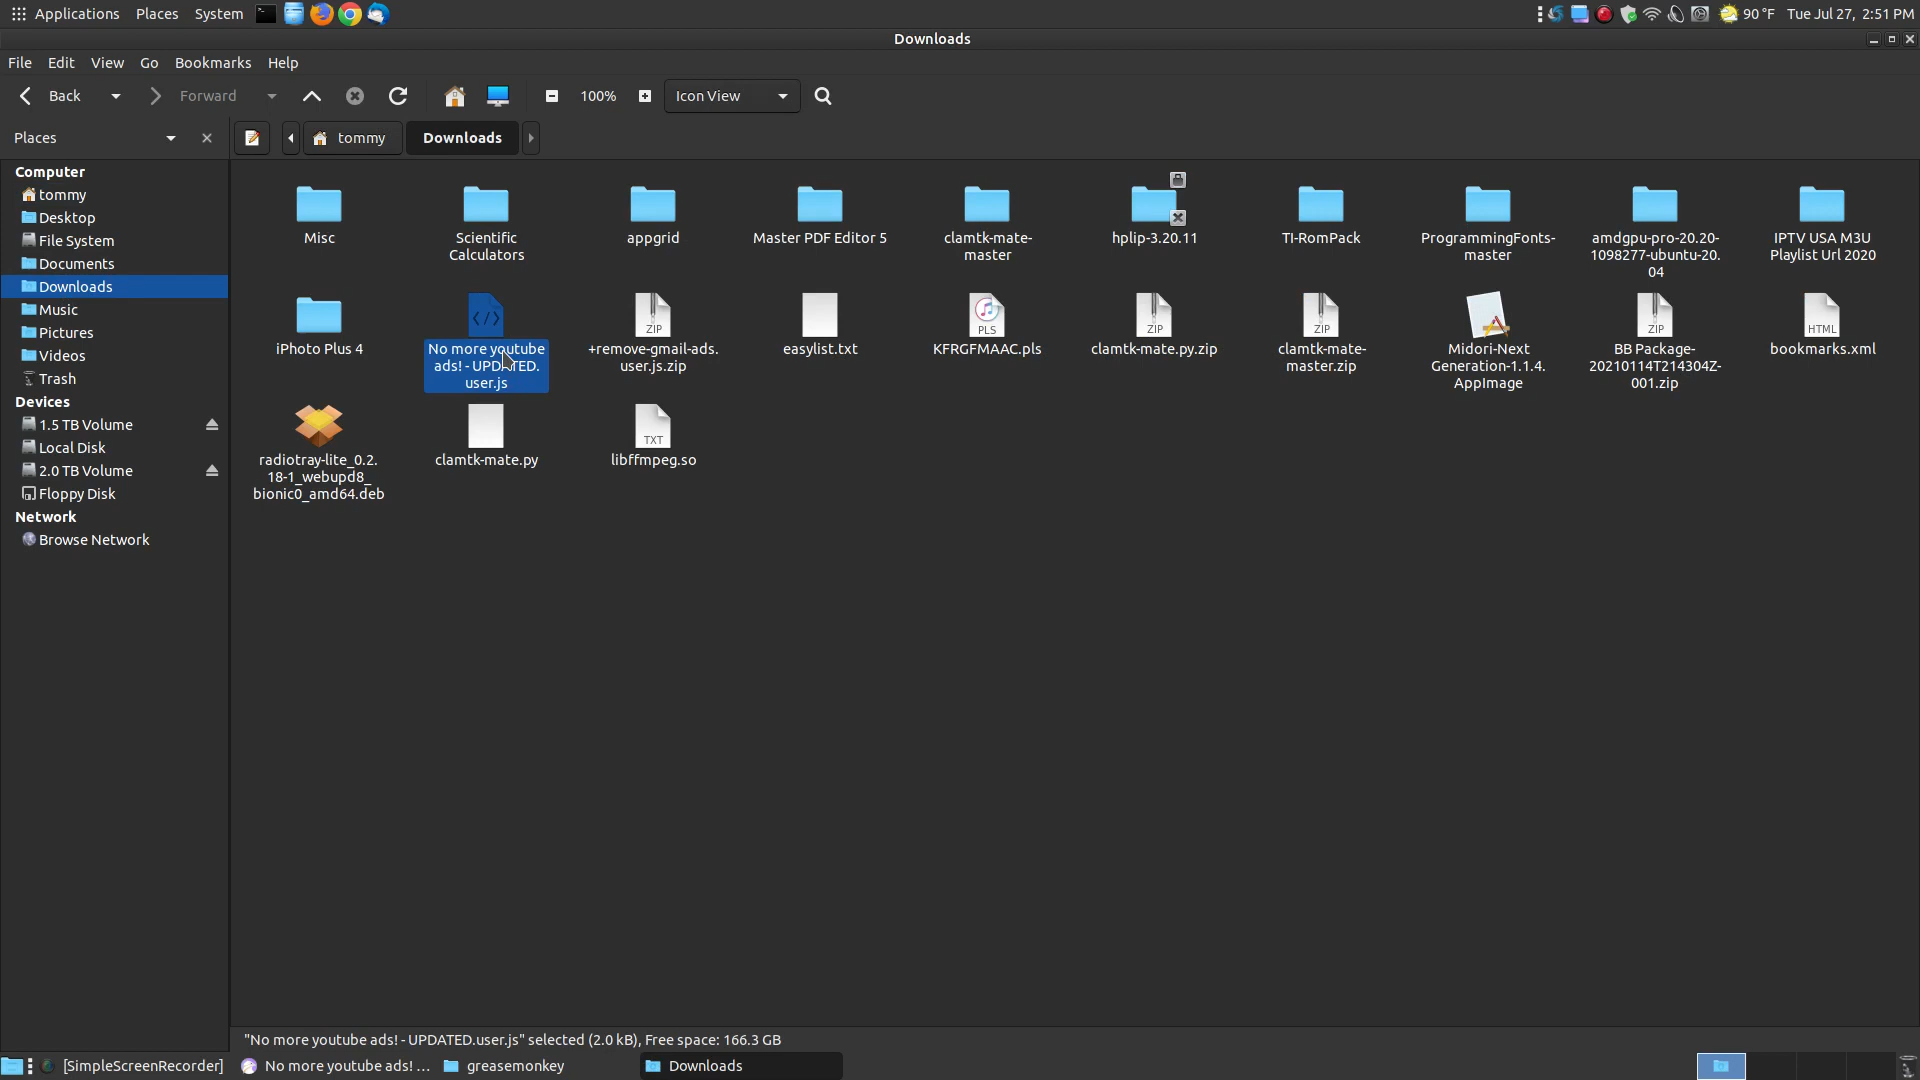 Applications Places System 90 °F Tue Jul 27, 2:51 PM
Downloads
File Edit View Go Bookmarks Help
Back Forward 100% Icon View
Places tommy Downloads
Computer
tommy
Desktop
File System
Documents
Downloads
Music
Pictures
Videos
Trash
Devices
1.5 TB Volume
Local Disk
2.0 TB Volume
Floppy Disk
Network
Browse Network
Misc
Scientific
Calculators
appgrid
Master PDF Editor 5
clamtk-mate-
master
hplip-3.20.11
TI-RomPack
ProgrammingFonts-
master
amdgpu-pro-20.20-
1098277-ubuntu-20.
04
IPTV USA M3U
Playlist Url 2020
iPhoto Plus 4
</>
No more youtube
ads! - UPDATED.
user.js
ZIP
+remove-gmail-ads.
user.js.zip
easylist.txt
PLS
KFRGFMAAC.pls
ZIP
clamtk-mate.py.zip
ZIP
clamtk-mate-
master.zip
Midori-Next
Generation-1.1.4.
AppImage
ZIP
BB Package-
20210114T214304Z-
001.zip
HTML
bookmarks.xml
radiotray-lite_0.2.
18-1_webupd8_
bionic0_amd64.deb
clamtk-mate.py
TXT
libffmpeg.so
"No more youtube ads! - UPDATED.user.js" selected (2.0 kB), Free space: 166.3 GB
[SimpleScreenRecorder] No more youtube ads! ... greasemonkey Downloads